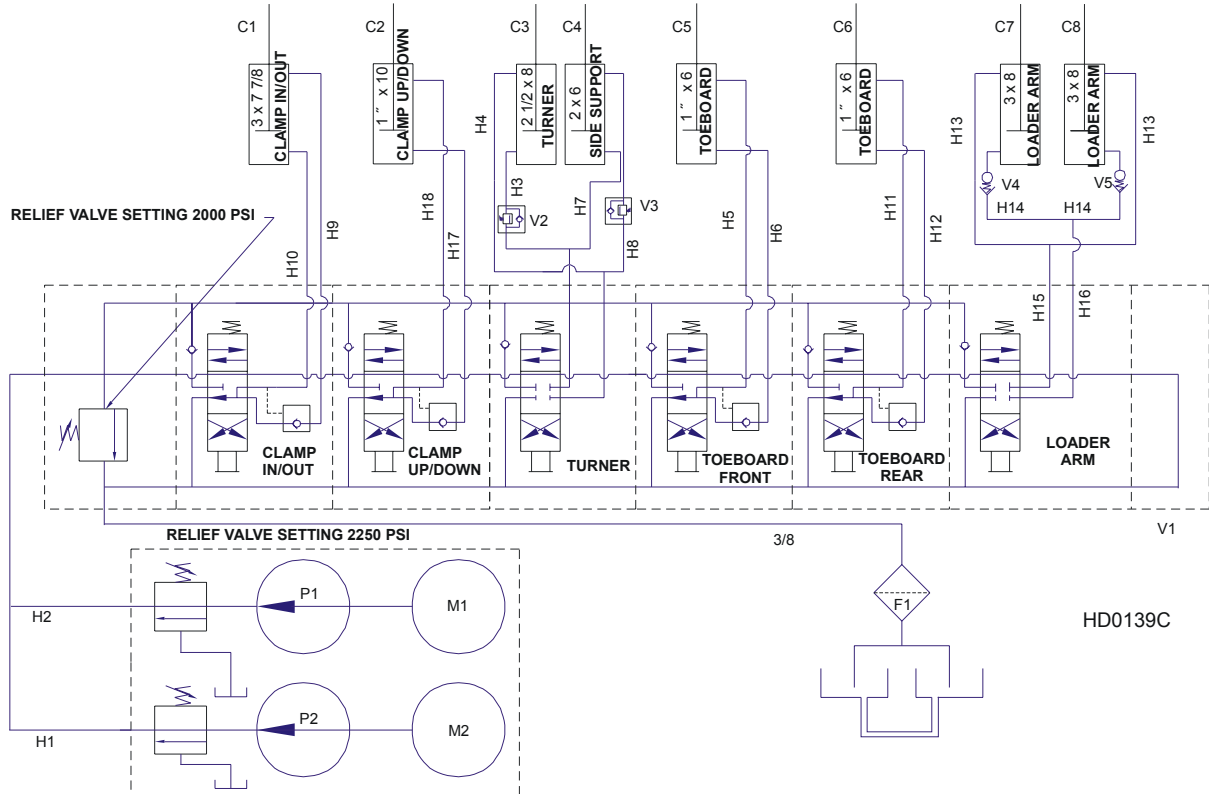 C1
C2
C3
C4
C5
C6
C7
C8
3 x 7 7/8
CLAMP IN/OUT
1 ″ x 10
CLAMP UP/DOWN
2 1/2 x 8
TURNER
2 x 6
SIDE SUPPORT
1 ″ x 6
TOEBOARD
1 ″ x 6
TOEBOARD
3 x 8
LOADER ARM
3 x 8
LOADER ARM
H4
H13
H13
H3
V2
H7
V3
H8
V4
V5
H14
H14
RELIEF VALVE SETTING 2000 PSI
H10
H9
H18
H17
H5
H6
H11
H12
H15
H16
CLAMP
IN/OUT
CLAMP
UP/DOWN
TURNER
TOEBOARD
FRONT
TOEBOARD
REAR
LOADER
ARM
V1
RELIEF VALVE SETTING 2250 PSI
3/8
H2
P1
M1
F1
HD0139C
H1
P2
M2